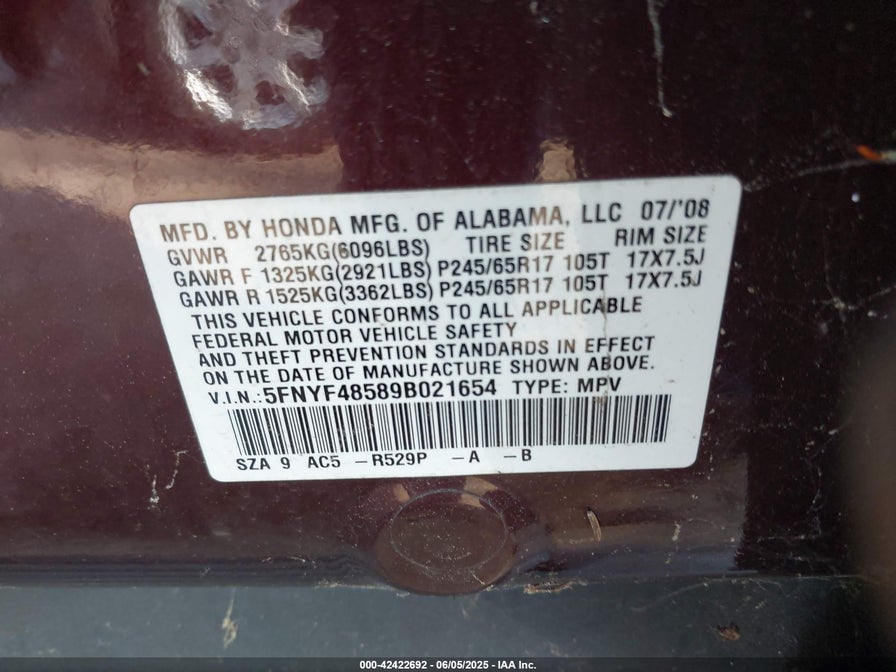 MFD. BY HONDA MFG. OF ALABAMA, LLC 07/'08
GVWR 2765KG(6096LBS) TIRE SIZE RIM SIZE
GAWR F 1325KG(2921LBS) P245/65R17 105T 17X7.5J
GAWR R 1525KG(3362LBS) P245/65R17 105T 17X7.5J
THIS VEHICLE CONFORMS TO ALL APPLICABLE
FEDERAL MOTOR VEHICLE SAFETY
AND THEFT PREVENTION STANDARDS IN EFFECT
ON THE DATE OF MANUFACTURE SHOWN ABOVE.
V.I.N.: 5FNYF48589B021654 TYPE: MPV
SZA 9 AC5 -R529P -A -B
000-42422692 - 06/05/2025 - IAA Inc.